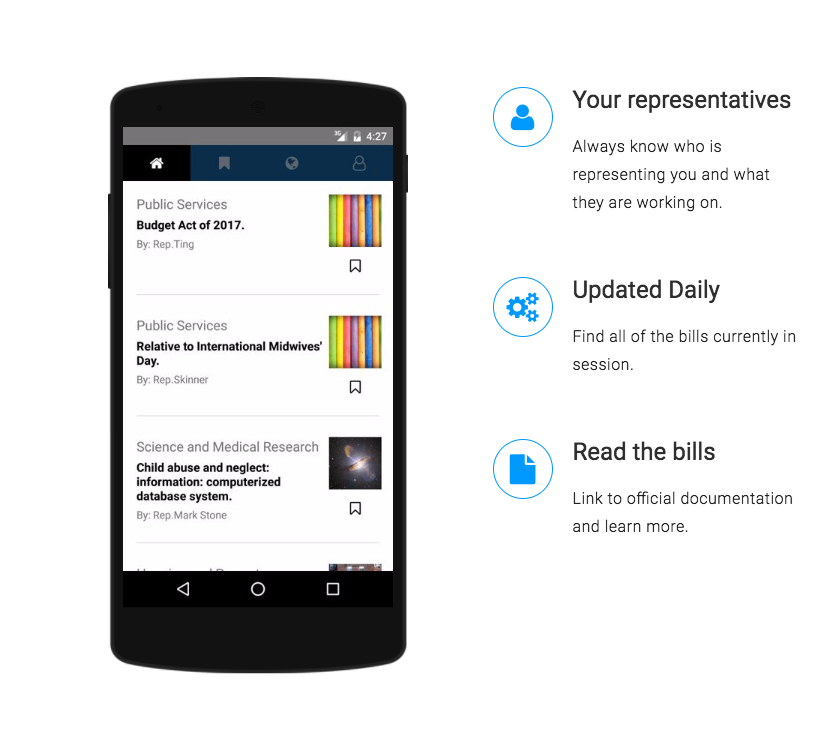 3G 4:27
Public Services
Budget Act of 2017.
By: Rep.Ting
Public Services
Relative to International Midwives'
Day.
By: Rep.Skinner
Science and Medical Research
Child abuse and neglect:
information: computerized
database system.
By: Rep.Mark Stone
Your representatives
Always know who is
representing you and what
they are working on.
Updated Daily
Find all of the bills currently in
session.
Read the bills
Link to official documentation
and learn more.